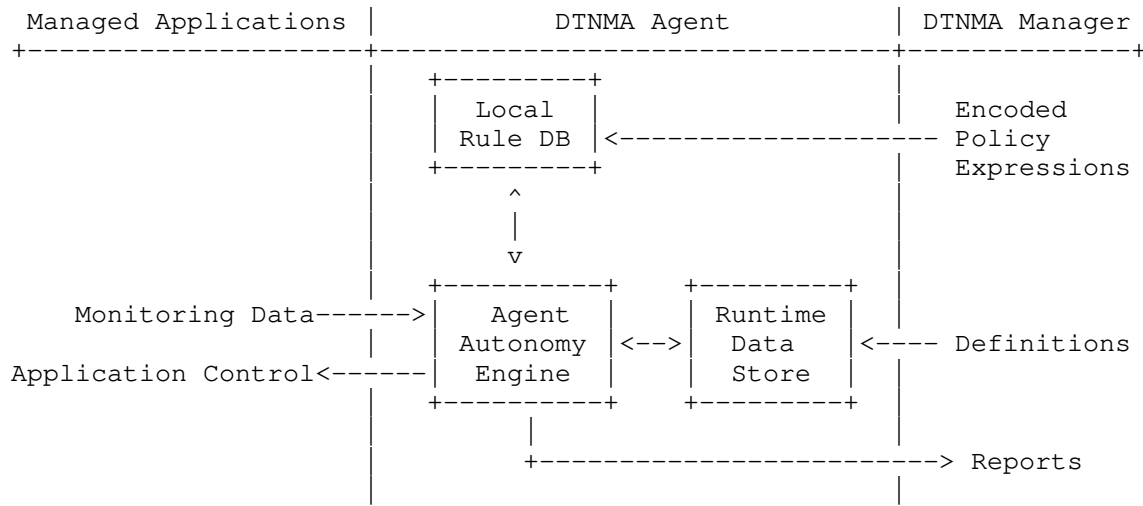 Managed Applications | DTNMA Agent | DTNMA Manager
Local
Rule DB
Encoded
Policy
Expressions
Monitoring Data
Application Control
Agent
Autonomy
Engine
Runtime
Data
Store
Definitions
Reports